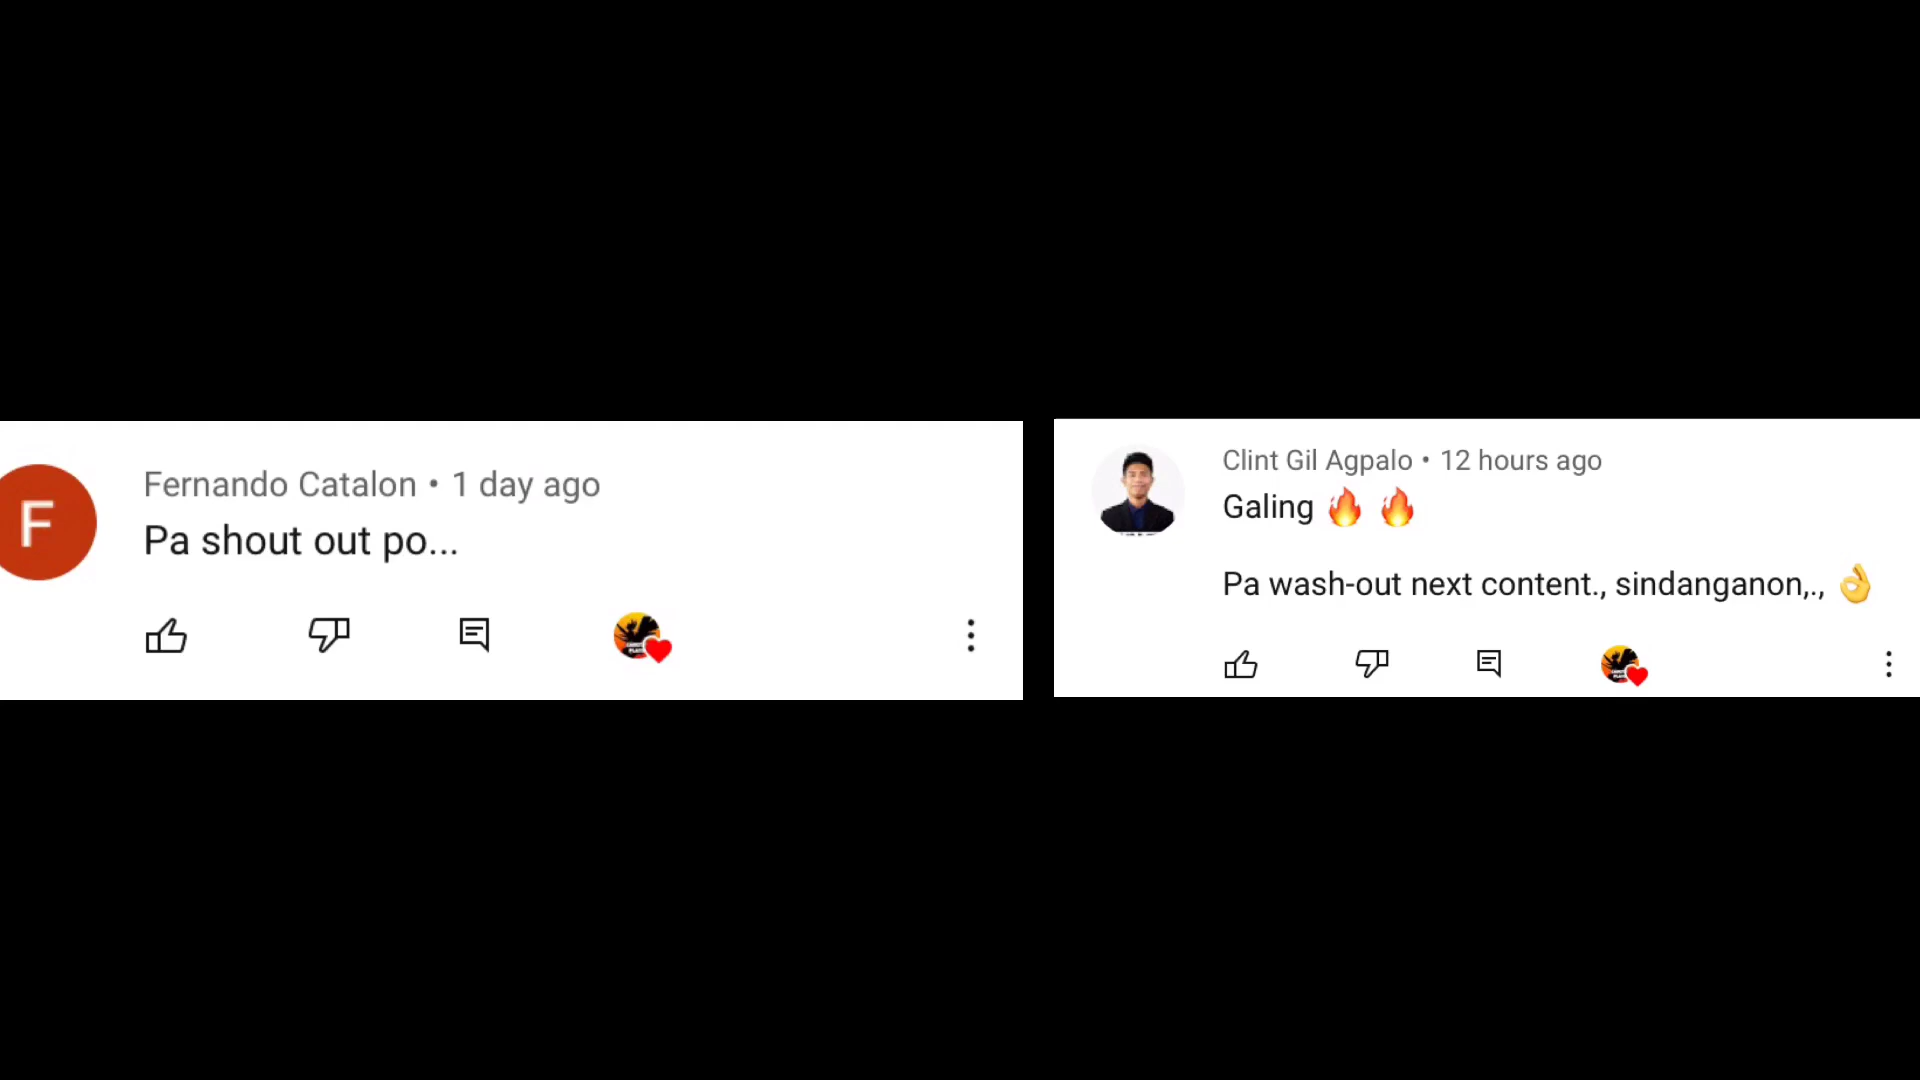 F
Fernando Catalon • 1 day ago
Pa shout out po...
Clint Gil Agpalo • 12 hours ago
Galing 🔥 🔥
Pa wash-out next content., sindanganon,., 👌